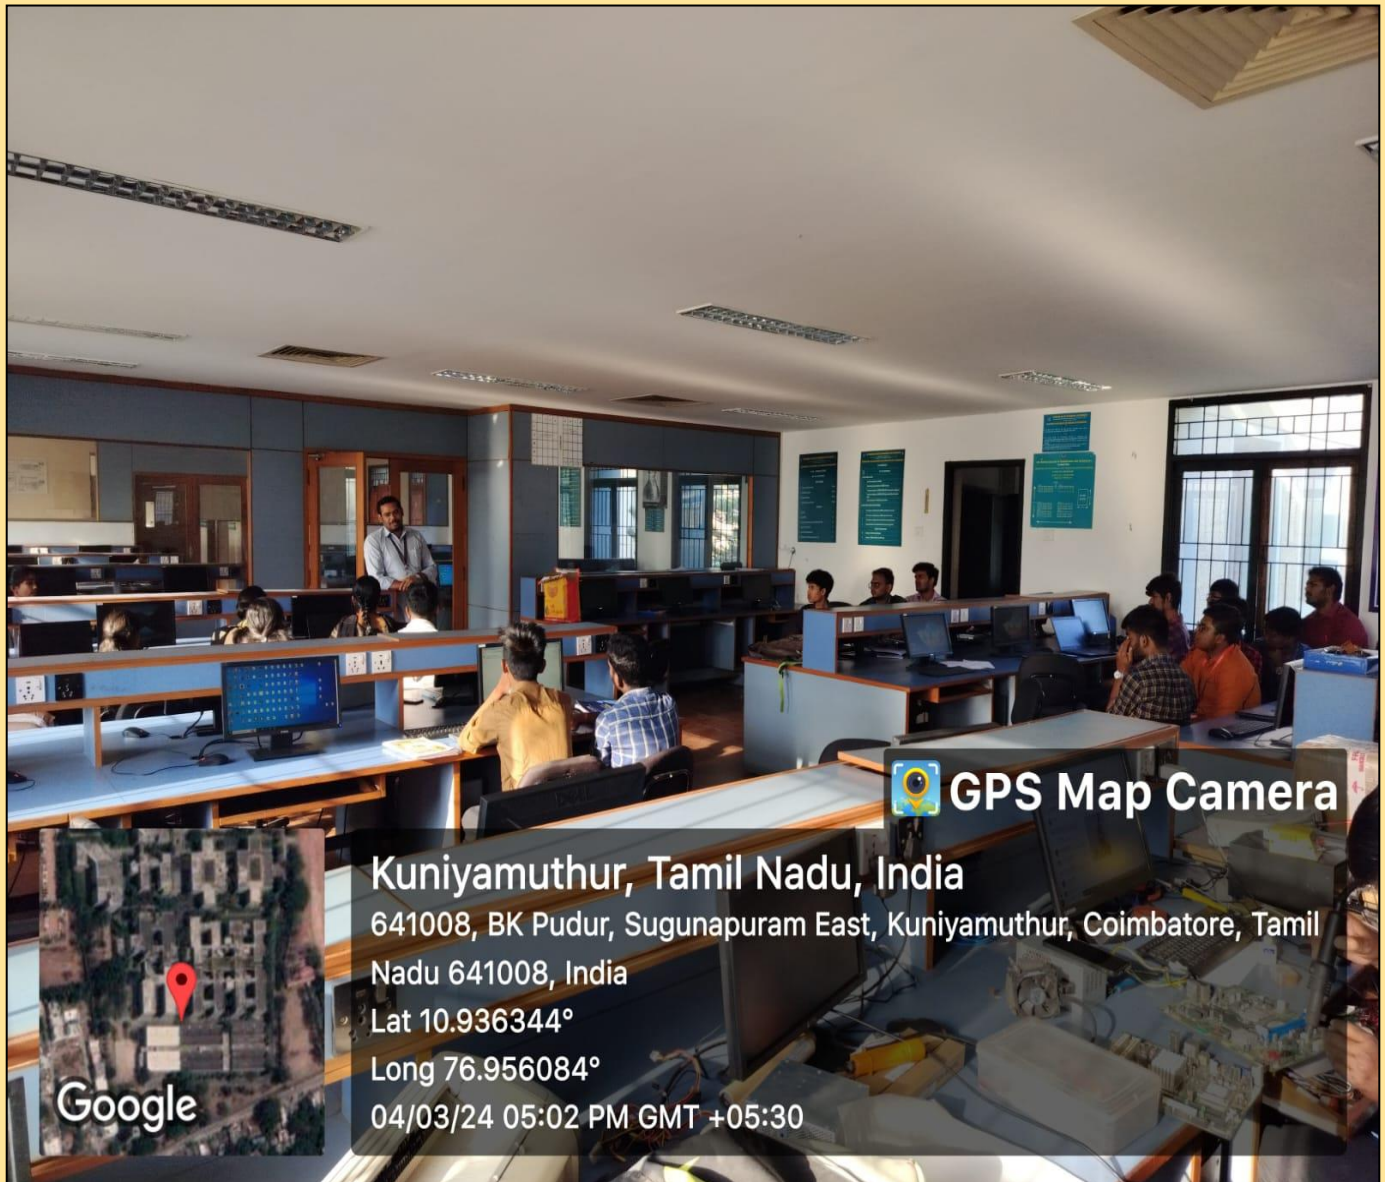 GPS Map Camera
Kuniyamuthur, Tamil Nadu, India
641008, BK Pudur, Sugunapuram East, Kuniyamuthur, Coimbatore, Tamil
Nadu 641008, India
Lat 10.936344°
Long 76.956084°
04/03/24 05:02 PM GMT +05:30
Google